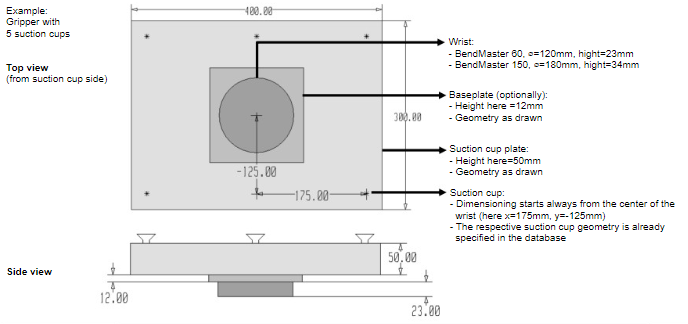 Example:
Gripper with
5 suction cups
Top view
(from suction cup side)
400.00
300.00
-125.00
175.00
Wrist:
- BendMaster 60, ⌀=120mm, hight=23mm
- BendMaster 150, ⌀=180mm, hight=34mm
Baseplate (optionally):
- Height here =12mm
- Geometry as drawn
Suction cup plate:
- Height here=50mm
- Geometry as drawn
Suction cup:
- Dimensioning starts always from the center of the
wrist (here x=175mm, y=-125mm)
- The respective suction cup geometry is already
specified in the database
Side view
50.00
12.00
23.00